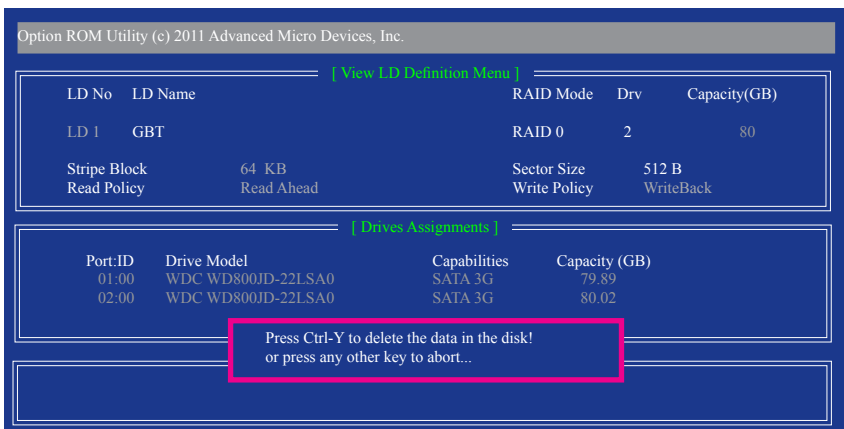 Option ROM Utility (c) 2011 Advanced Micro Devices, Inc.
[ View LD Definition Menu ]
LD No LD Name RAID Mode Drv Capacity(GB)
LD 1 GBT RAID 0 2 80
Stripe Block 64 KB Sector Size 512 B
Read Policy Read Ahead Write Policy WriteBack
[ Drives Assignments ]
Port:ID Drive Model Capabilities Capacity (GB)
01:00 WDC WD800JD-22LSA0 SATA 3G 79.89
02:00 WDC WD800JD-22LSA0 SATA 3G 80.02
Press Ctrl-Y to delete the data in the disk!
or press any other key to abort...